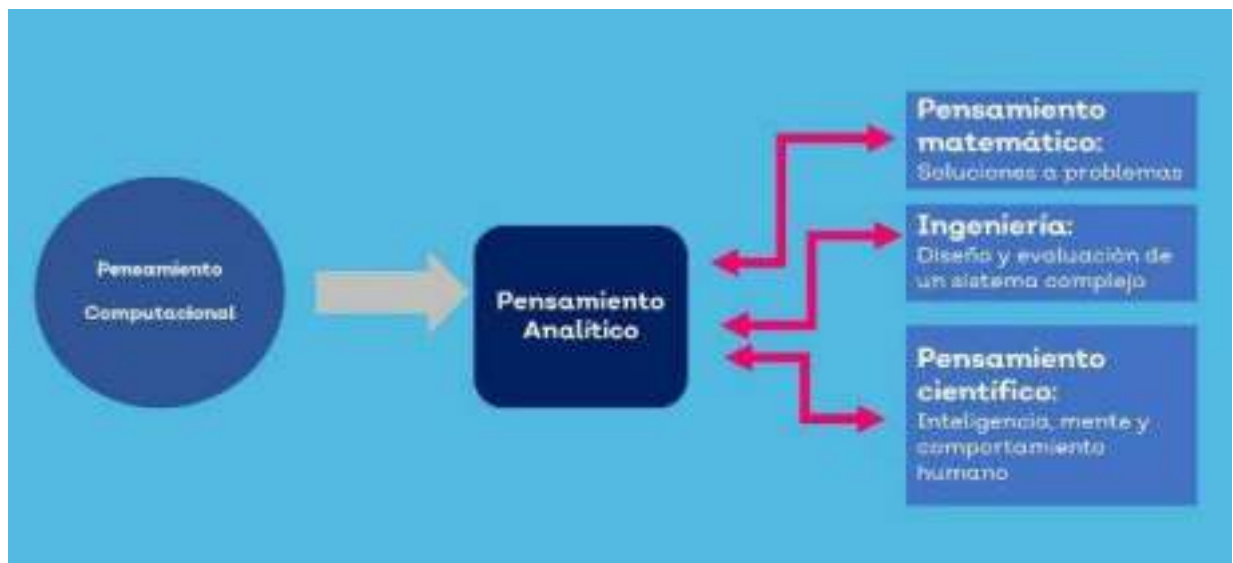 Pensamiento
Computacional
Pensamiento
Analítico
Pensamiento
matemático:
Soluciones a problemas
Ingeniería:
Diseño y evaluación de
un sistema complejo
Pensamiento
científico:
Inteligencia, mente y
comportamiento
humano